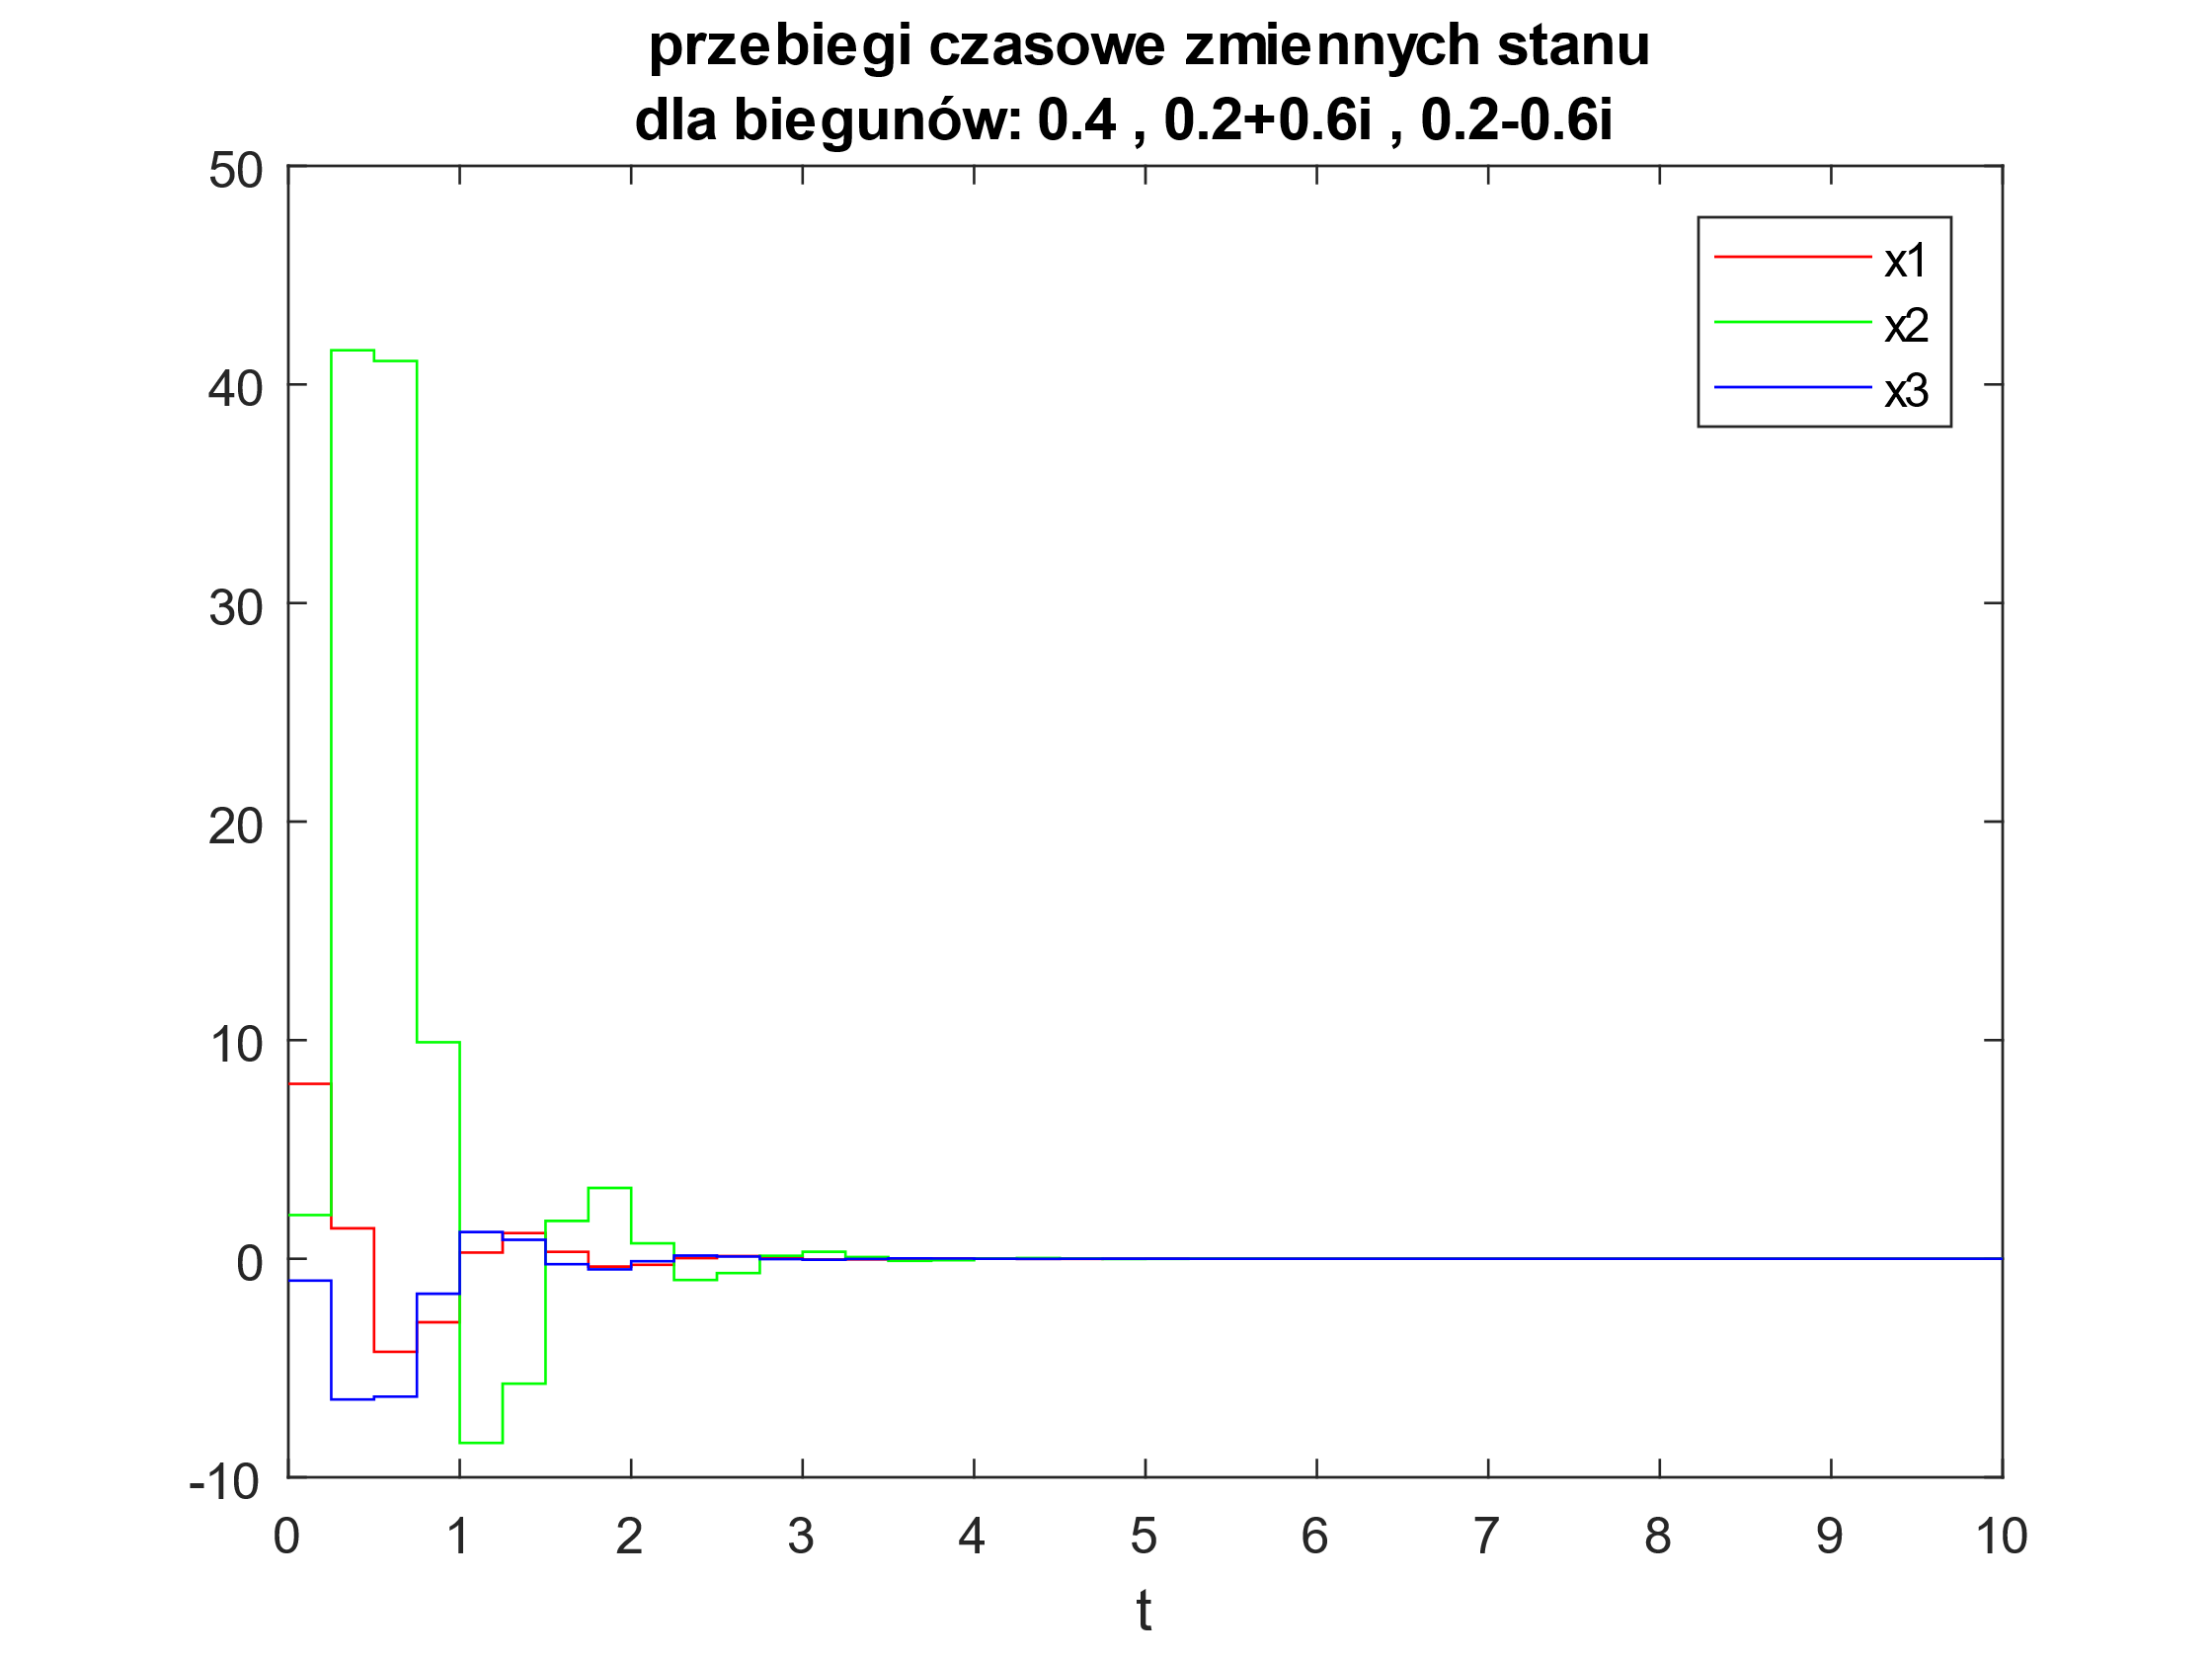 przebiegi czasowe zmiennych stanu
dla biegunów: 0.4 , 0.2+0.6i , 0.2-0.6i
50
40
30
20
10
0
-10
x1
x2
x3
0 1 2 3 4 5 6 7 8 9 10
t